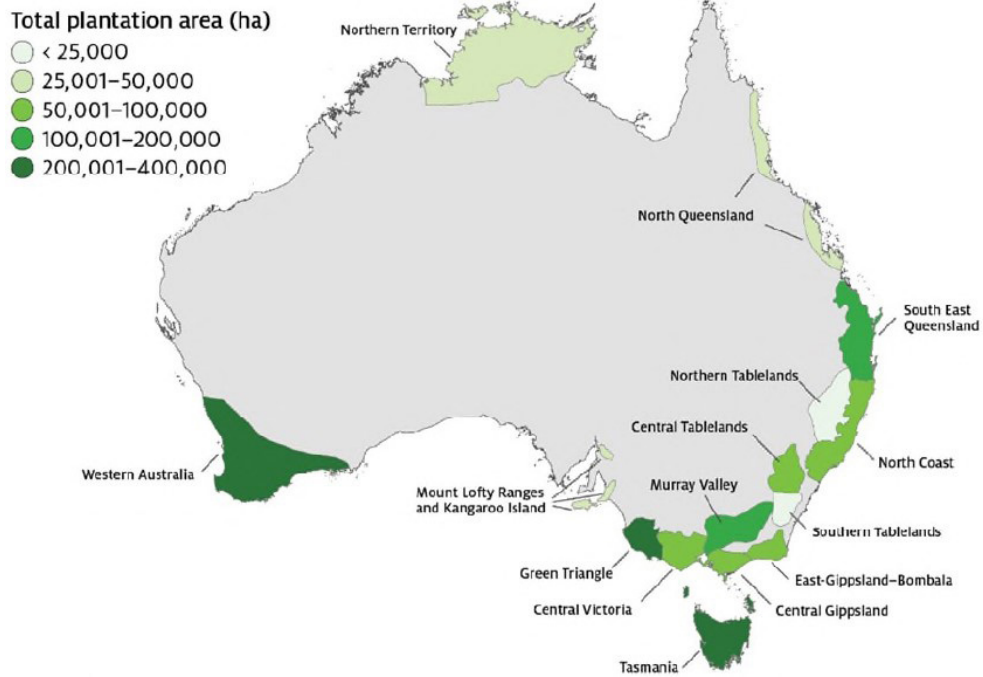 Total plantation area (ha)
< 25,000
25,001–50,000
50,001–100,000
100,001–200,000
200,001–400,000
Northern Territory
North Queensland
South East
Queensland
Northern Tablelands
Central Tablelands
North Coast
Western Australia
Mount Lofty Ranges
and Kangaroo Island
Murray Valley
Southern Tablelands
Green Triangle
East-Gippsland–Bombala
Central Victoria
Central Gippsland
Tasmania